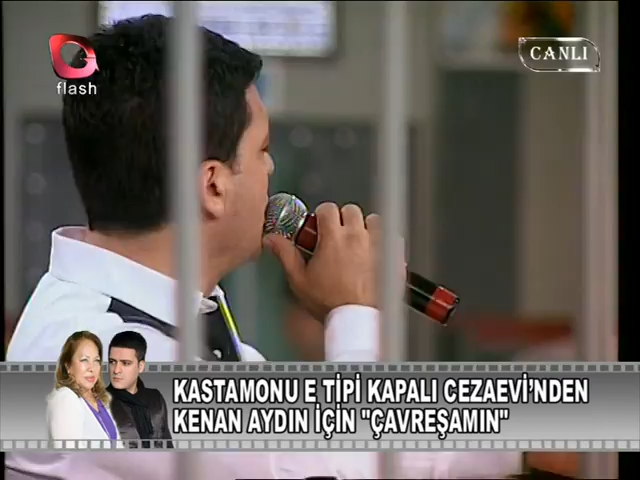 flash
CANLI
KASTAMONU E TİPİ KAPALI CEZAEVİ'NDEN
KENAN AYDIN İÇİN "ÇAVREŞAMIN"